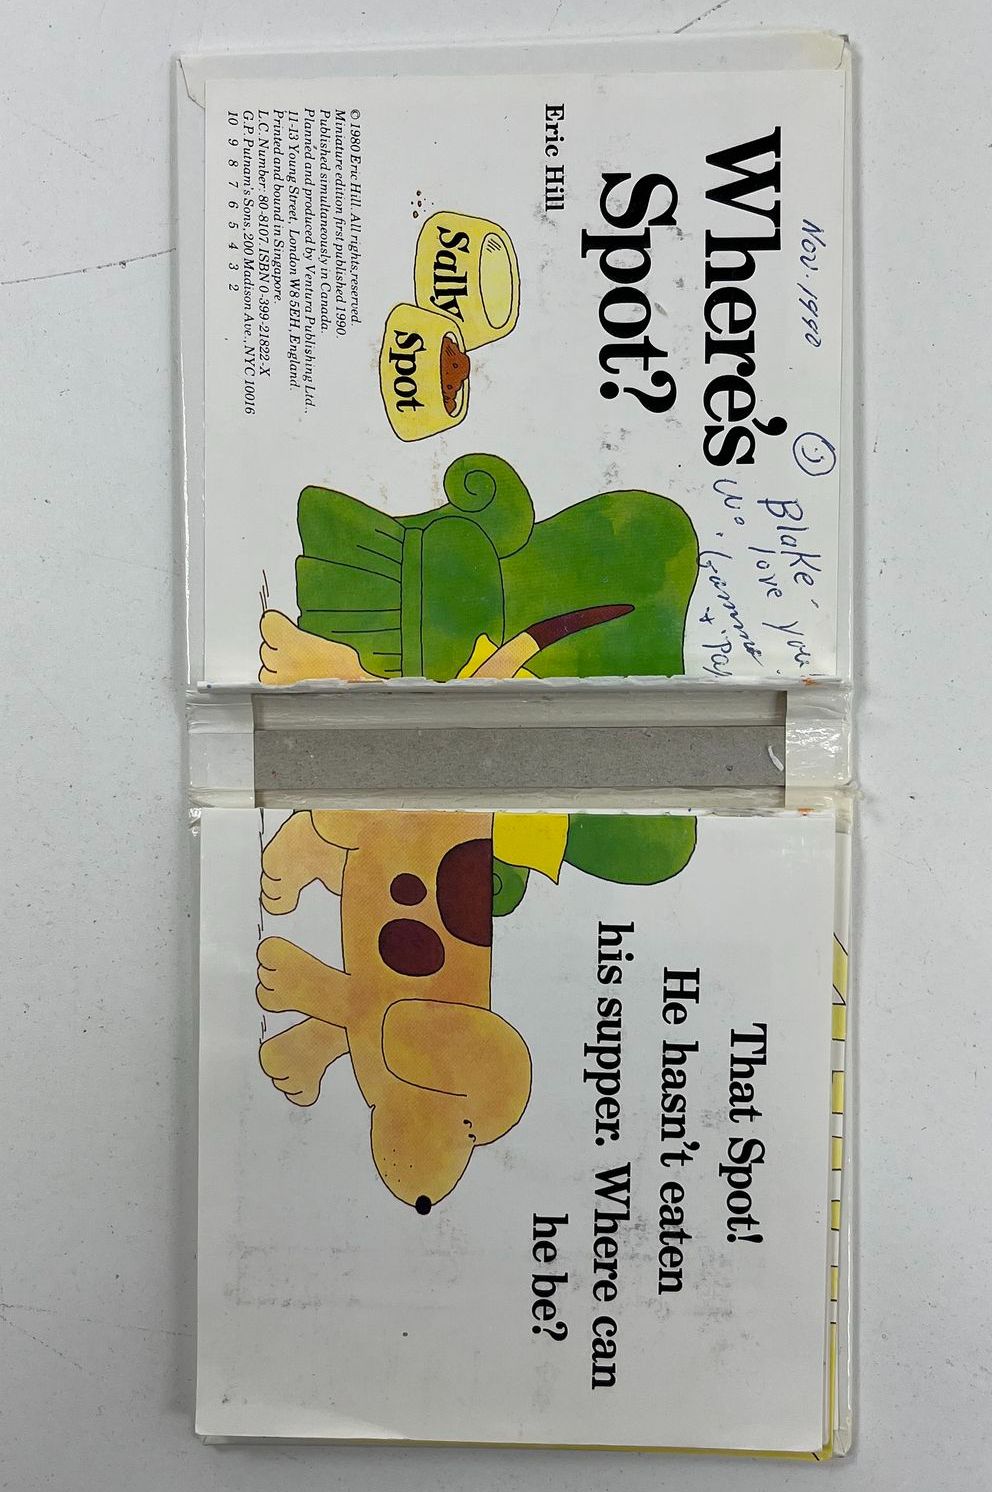 Nov. 1990
Where's
Spot?
Eric Hill
Blake -
love you!
Gammo
+ Pap
Sally
Spot
© 1980 Eric Hill. All rights reserved.
Miniature edition first published 1990.
Published simultaneously in Canada.
Planned and produced by Ventura Publishing Ltd.,
11-13 Young Street, London W8 5EH, England.
Printed and bound in Singapore.
L.C. Number: 80-8107 ISBN 0-399-21822-X
G.P. Putnam's Sons, 200 Madison Ave., NYC 10016
10 9 8 7 6 5 4 3 2
That Spot!
He hasn't eaten
his supper. Where can
he be?